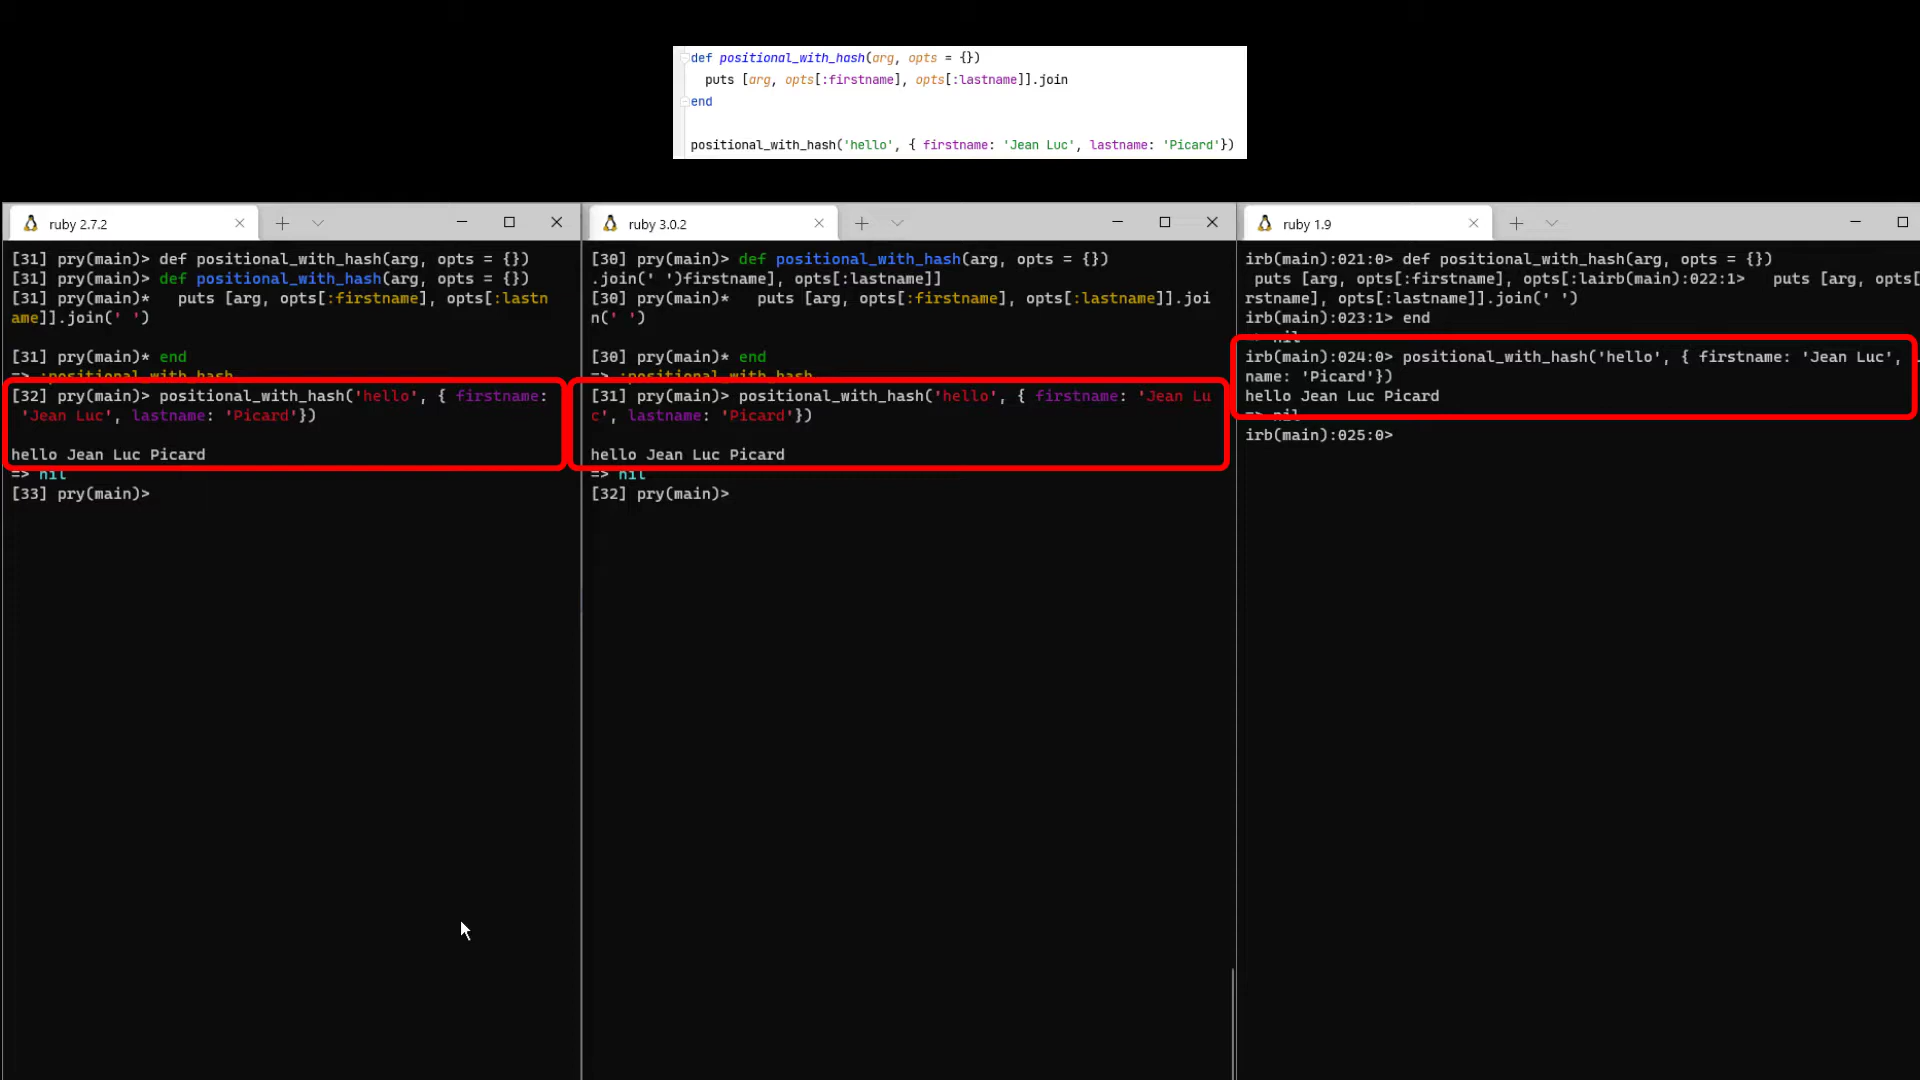 def positional_with_hash(arg, opts = {})
puts [arg, opts[:firstname], opts[:lastname]].join
end
positional_with_hash('hello', { firstname: 'Jean Luc', lastname: 'Picard'})
ruby 2.7.2
[31] pry(main)> def positional_with_hash(arg, opts = {})
[31] pry(main)> def positional_with_hash(arg, opts = {})
[31] pry(main)*   puts [arg, opts[:firstname], opts[:lastn
ame]].join(' ')
[31] pry(main)* end
=> :positional_with_hash
[32] pry(main)> positional_with_hash('hello', { firstname:
'Jean Luc', lastname: 'Picard'})
hello Jean Luc Picard
=> nil
[33] pry(main)>
ruby 3.0.2
[30] pry(main)> def positional_with_hash(arg, opts = {})
.join(' ')firstname], opts[:lastname]]
[30] pry(main)*   puts [arg, opts[:firstname], opts[:lastname]].joi
n(' ')
[30] pry(main)* end
=> :positional_with_hash
[31] pry(main)> positional_with_hash('hello', { firstname: 'Jean Lu
c', lastname: 'Picard'})
hello Jean Luc Picard
=> nil
[32] pry(main)>
ruby 1.9
irb(main):021:0> def positional_with_hash(arg, opts = {})
puts [arg, opts[:firstname], opts[:lairb(main):022:1>   puts [arg, opts[
rstname], opts[:lastname]].join(' ')
irb(main):023:1> end
=> nil
irb(main):024:0> positional_with_hash('hello', { firstname: 'Jean Luc',
name: 'Picard'})
hello Jean Luc Picard
=> nil
irb(main):025:0>